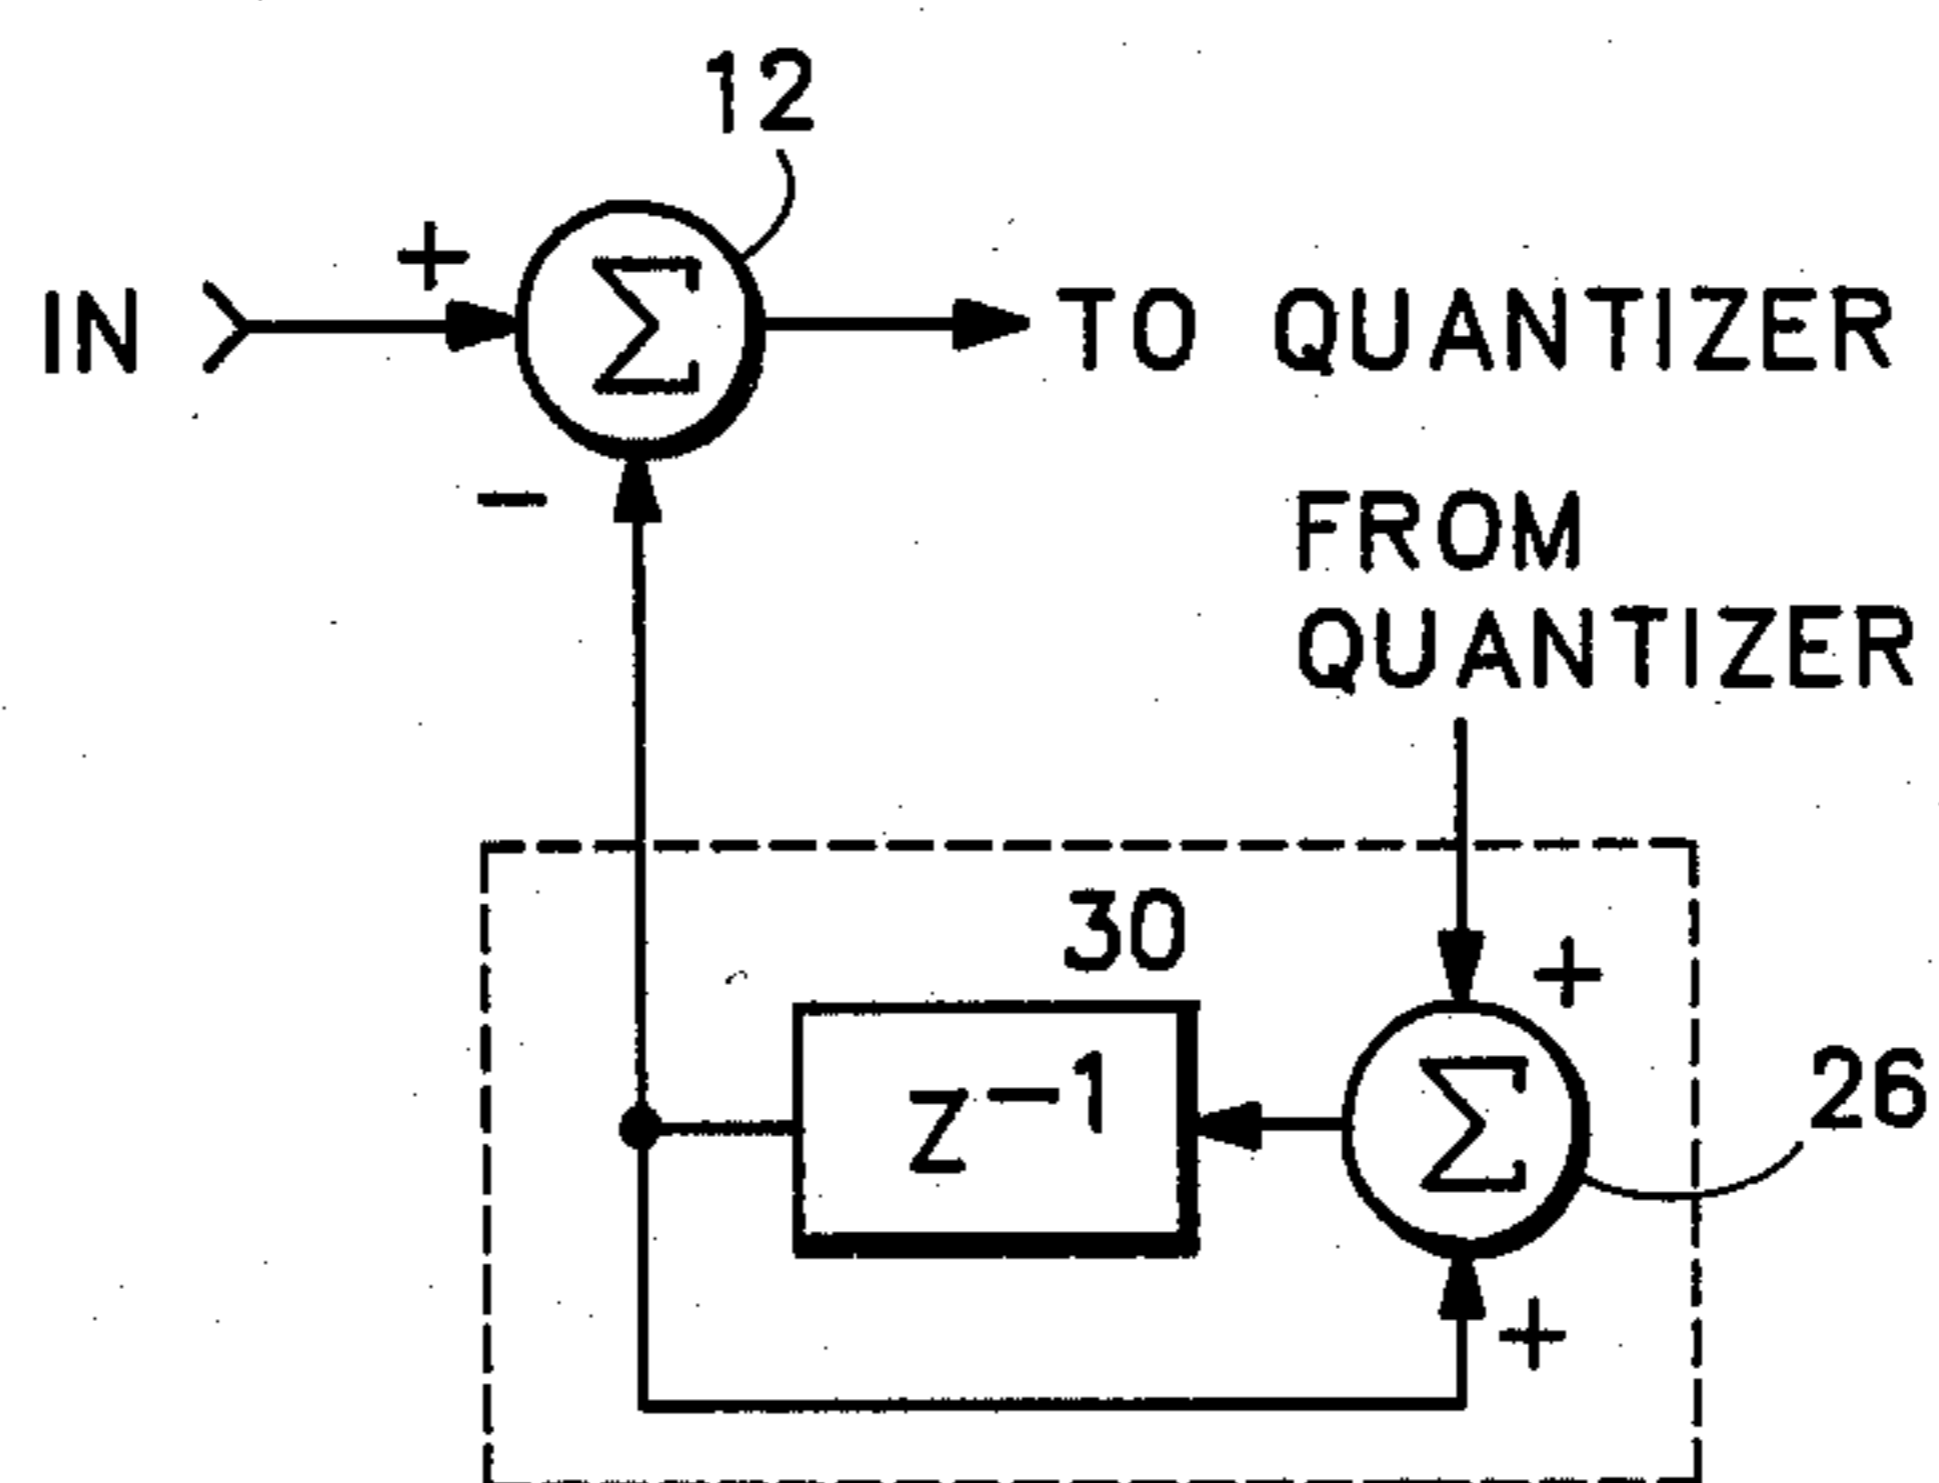 12
+
IN Σ TO QUANTIZER
−
FROM
QUANTIZER
30
+
z⁻¹ Σ 26
+